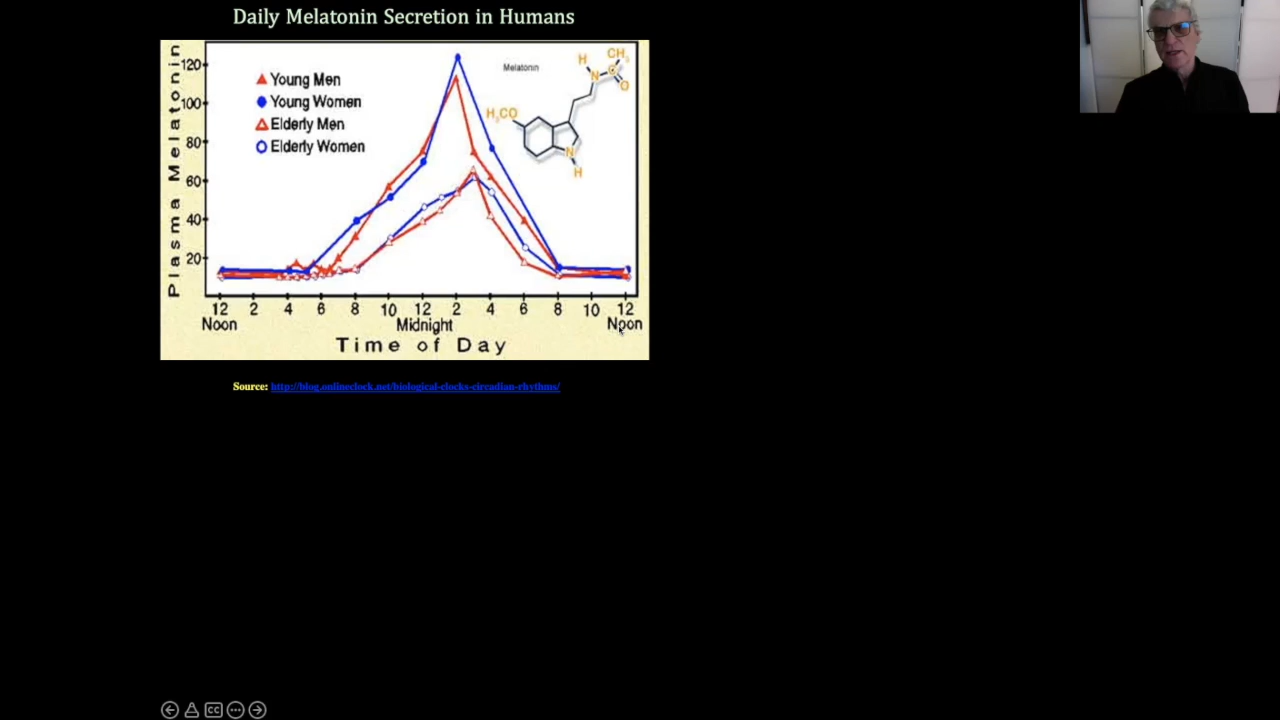 Daily Melatonin Secretion in Humans
Plasma Melatonin
120
100
80
60
40
20
Young Men
Young Women
Elderly Men
Elderly Women
Melatonin
H
CH₃
N
C
O
H₃CO
N
H
12 2 4 6 8 10 12 2 4 6 8 10 12
Noon Midnight Noon
Time of Day
Source: http://blog.onlineclock.net/biological-clocks-circadian-rhythms/
CC